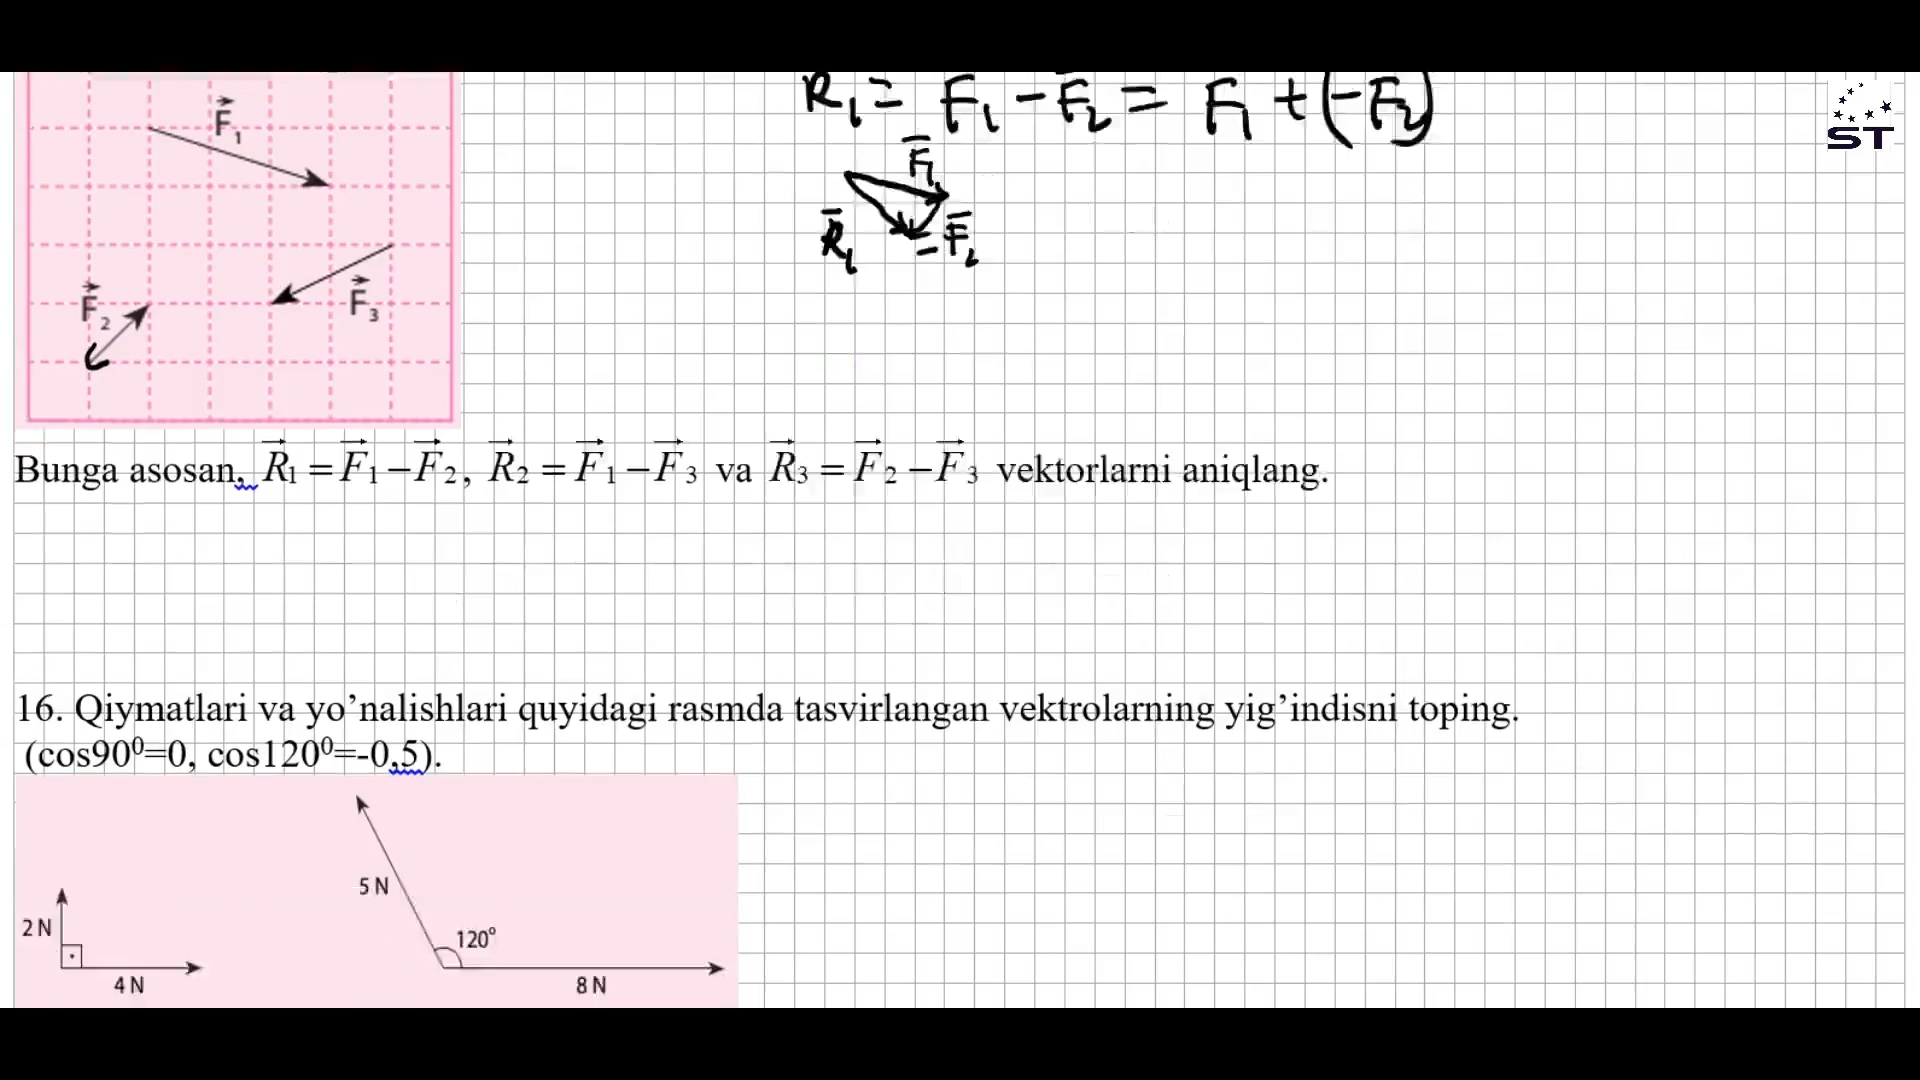 R₁ = F₁ - F₂ = F₁ + (-F₂)
F₁
F₁
R₁
-F₂
F₂
F₃
ST
Bunga asosan, R₁ = F₁ – F₂, R₂ = F₁ – F₃ va R₃ = F₂ – F₃ vektorlarni aniqlang.
16. Qiymatlari va yo’nalishlari quyidagi rasmda tasvirlangan vektrolarning yig’indisni toping.
(cos90⁰=0, cos120⁰=-0,5).
5 N
2 N
120°
4 N
8 N